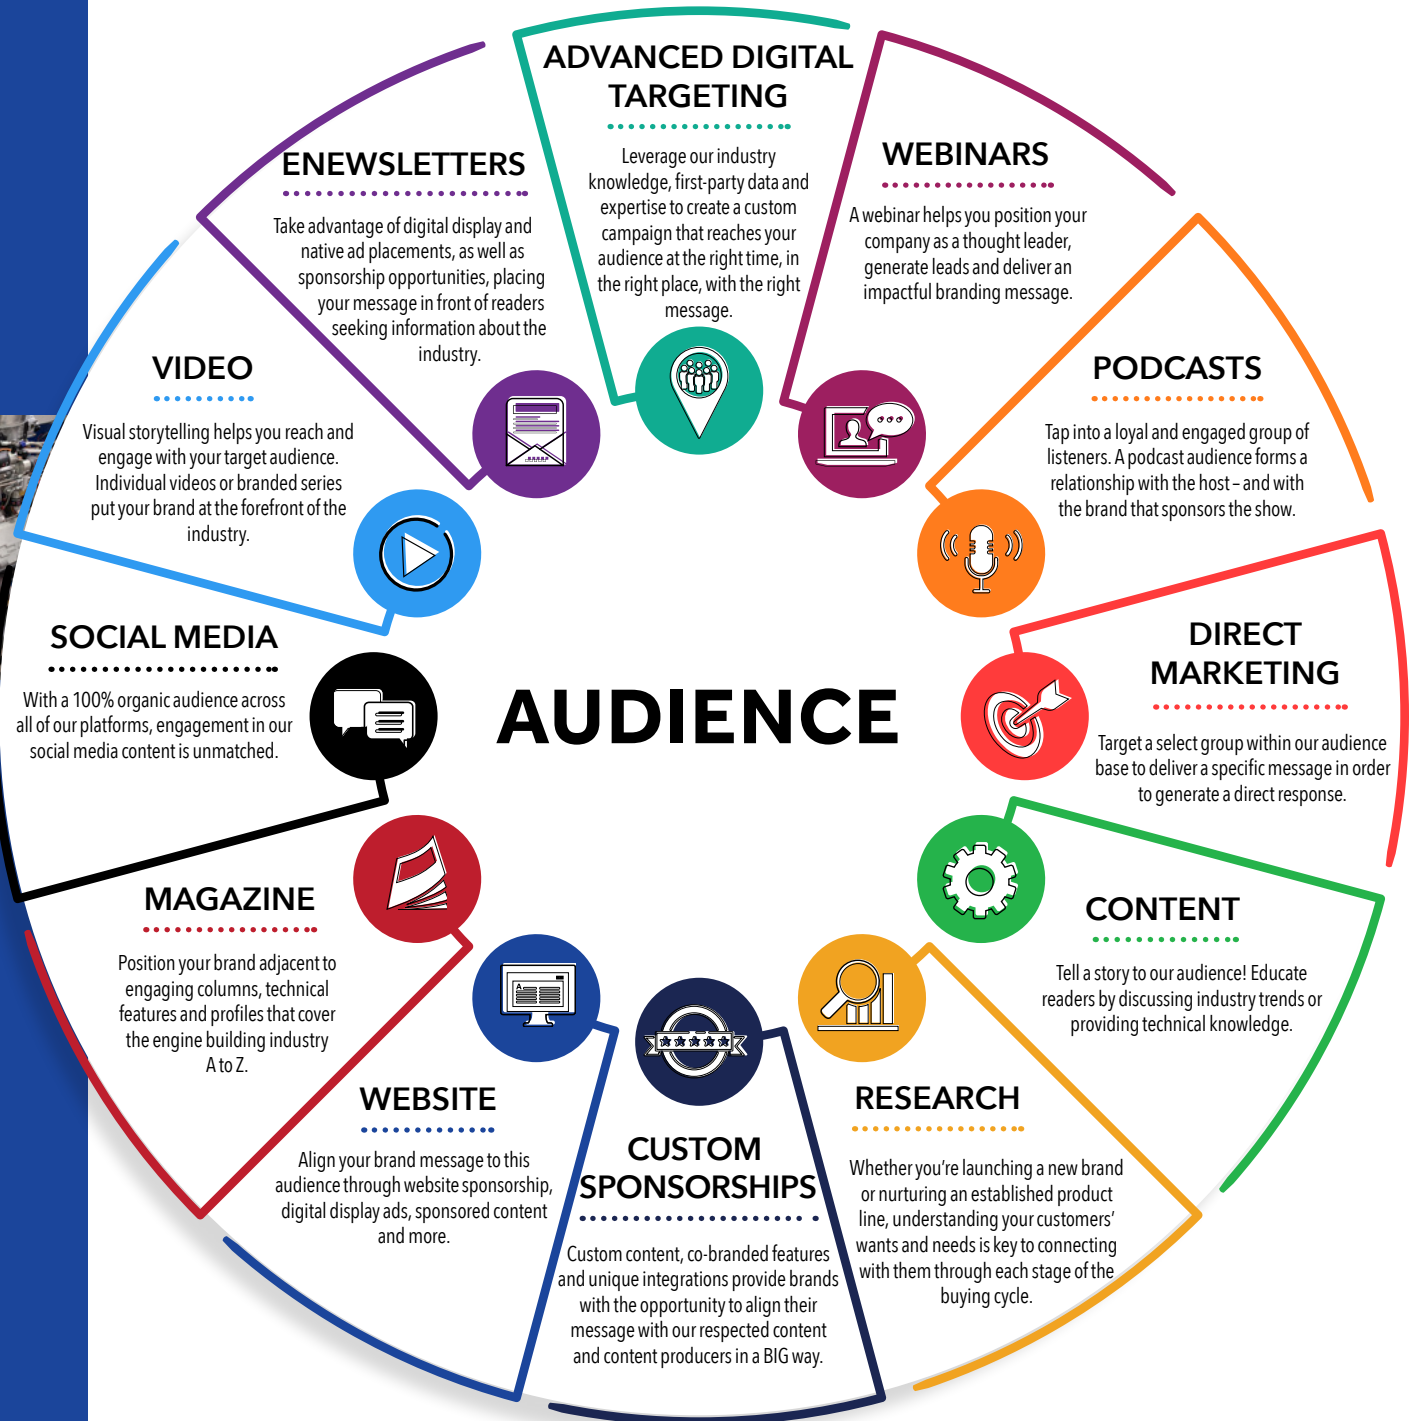 ADVANCED DIGITAL
TARGETING
Leverage our industry
knowledge, first-party data and
expertise to create a custom
campaign that reaches your
audience at the right time, in
the right place, with the right
message.
WEBINARS
A webinar helps you position your
company as a thought leader,
generate leads and deliver an
impactful branding message.
PODCASTS
Tap into a loyal and engaged group of
listeners. A podcast audience forms a
relationship with the host – and with
the brand that sponsors the show.
DIRECT
MARKETING
Target a select group within our audience
base to deliver a specific message in order
to generate a direct response.
CONTENT
Tell a story to our audience! Educate
readers by discussing industry trends or
providing technical knowledge.
RESEARCH
Whether you’re launching a new brand
or nurturing an established product
line, understanding your customers’
wants and needs is key to connecting
with them through each stage of the
buying cycle.
CUSTOM
SPONSORSHIPS
Custom content, co-branded features
and unique integrations provide brands
with the opportunity to align their
message with our respected content
and content producers in a BIG way.
WEBSITE
Align your brand message to this
audience through website sponsorship,
digital display ads, sponsored content
and more.
MAGAZINE
Position your brand adjacent to
engaging columns, technical
features and profiles that cover
the engine building industry
A to Z.
SOCIAL MEDIA
With a 100% organic audience across
all of our platforms, engagement in our
social media content is unmatched.
VIDEO
Visual storytelling helps you reach and
engage with your target audience.
Individual videos or branded series
put your brand at the forefront of the
industry.
ENEWSLETTERS
Take advantage of digital display and
native ad placements, as well as
sponsorship opportunities, placing
your message in front of readers
seeking information about the
industry.
AUDIENCE
A